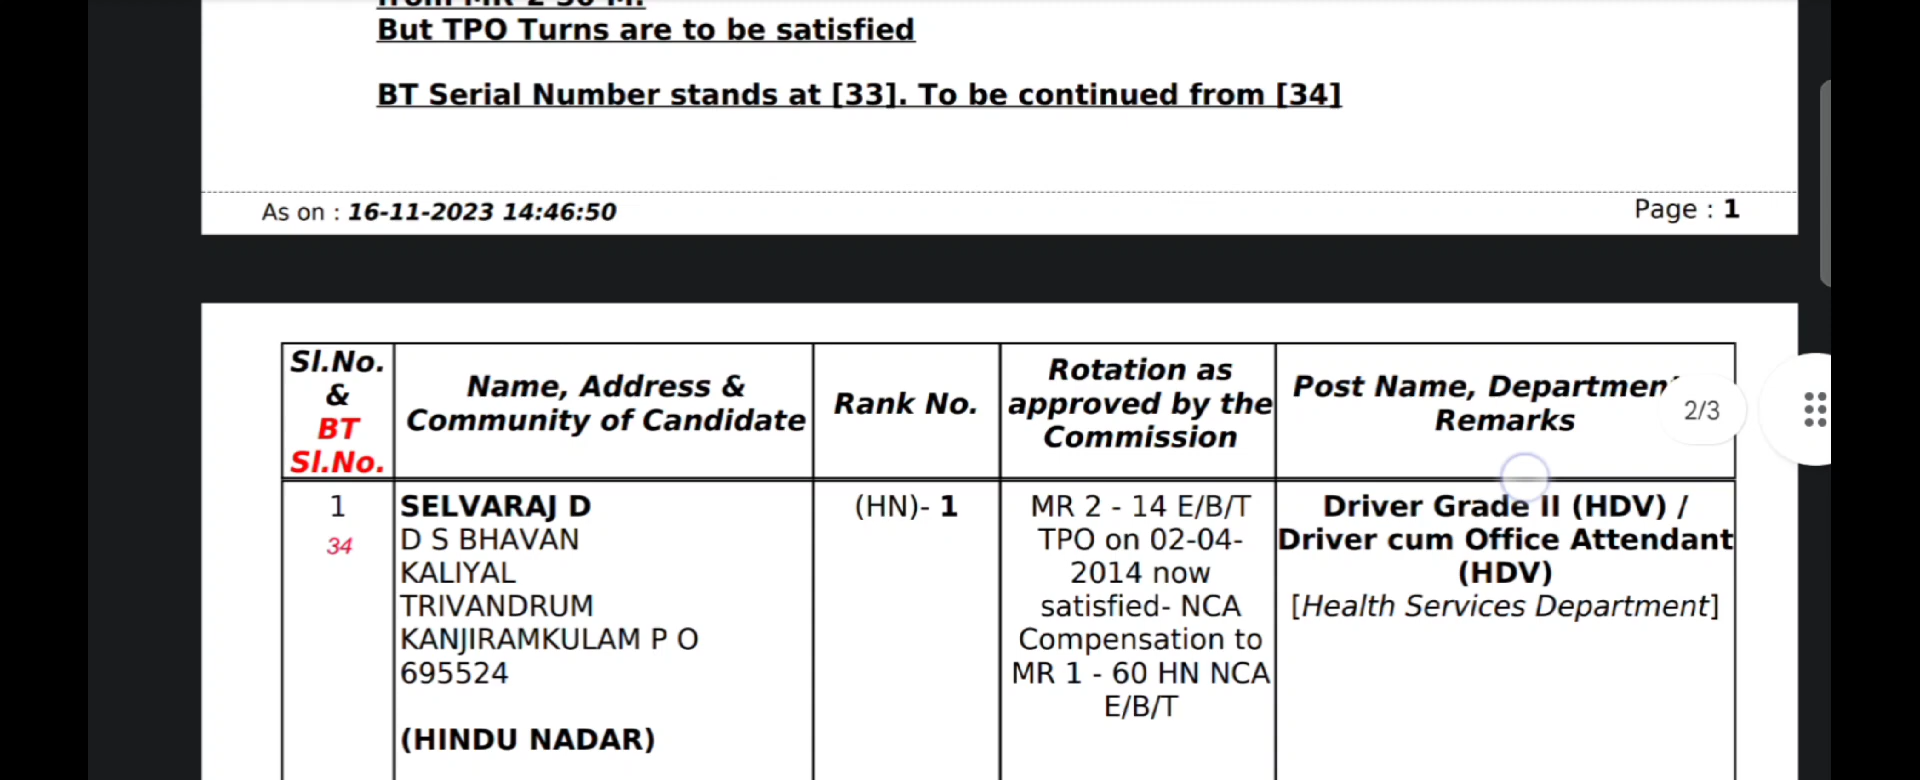 from MR 2 30 M.
But TPO Turns are to be satisfied
BT Serial Number stands at [33]. To be continued from [34]
As on : 16-11-2023 14:46:50
Page : 1
Sl.No.
&
BT
Sl.No.
Name, Address &
Community of Candidate
Rank No.
Rotation as
approved by the
Commission
Post Name,
Remarks
2/3
1
34
SELVARAJ D
D S BHAVAN
KALIYAL
TRIVANDRUM
KANJIRAMKULAM P O
695524
(HINDU NADAR)
(HN)- 1
MR 2 - 14 E/B/T
TPO on 02-04-
2014 now
satisfied- NCA
Compensation to
MR 1 - 60 HN NCA
E/B/T
Driver Grade II (HDV) /
Driver cum Office Attendant
(HDV)
[Health Services Department]